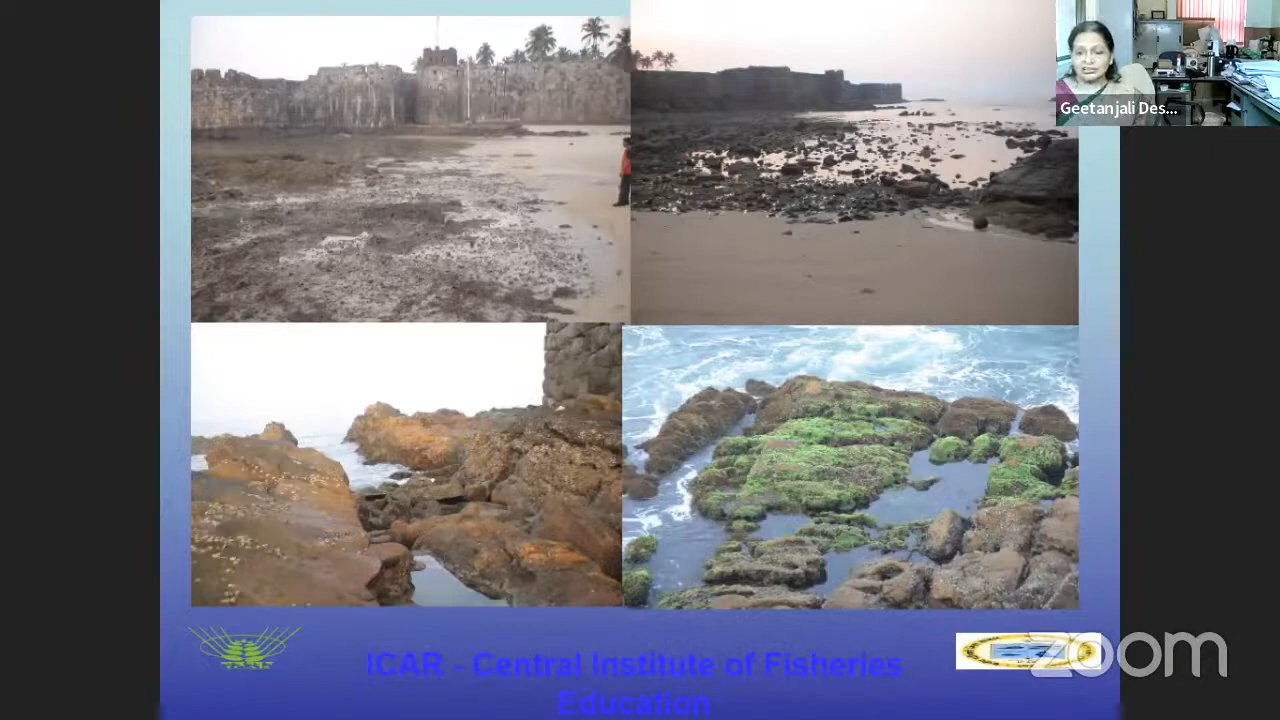 Geetanjali Des...
ICAR - Central Institute of Fisheries
Education
zoom